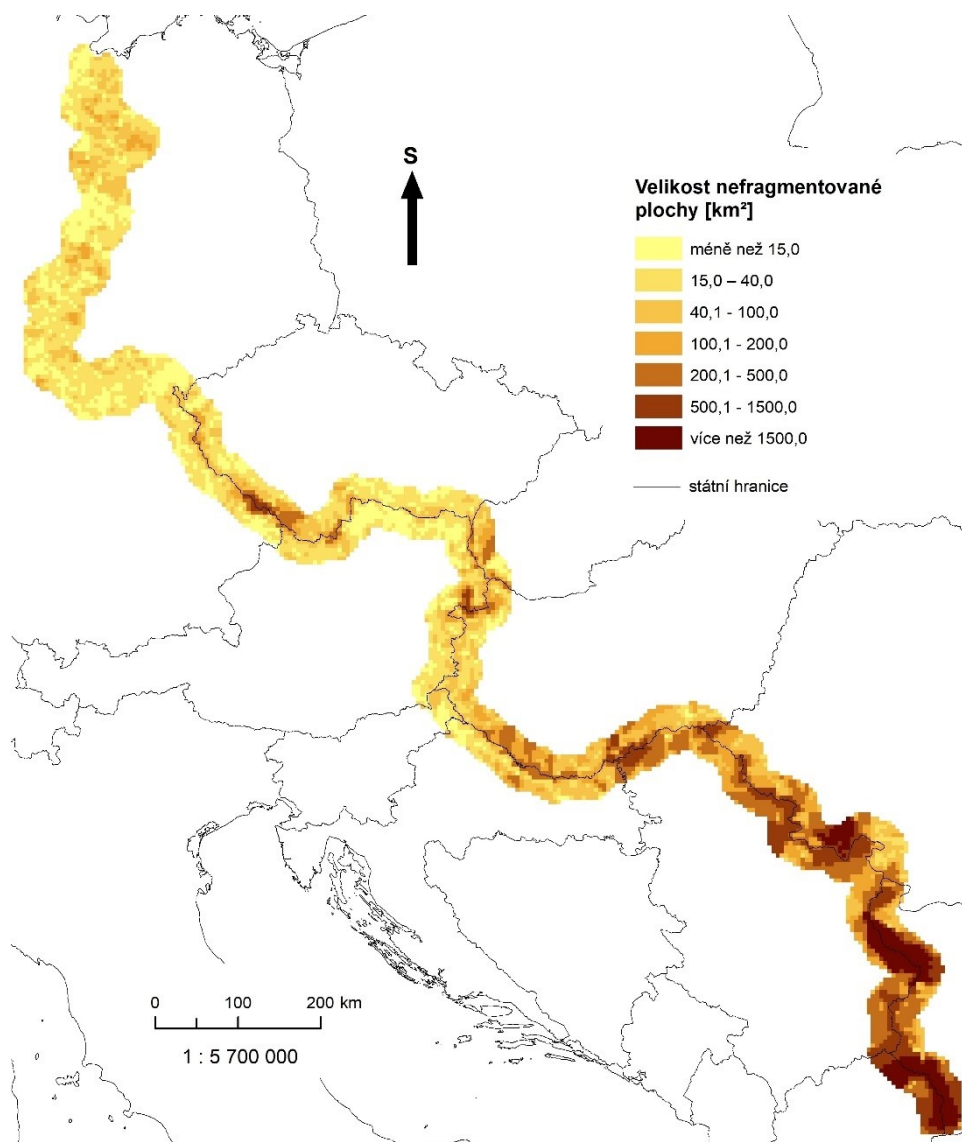 S
Velikost nefragmentované
plochy [km²]
méně než 15,0
15,0 – 40,0
40,1 - 100,0
100,1 - 200,0
200,1 - 500,0
500,1 - 1500,0
více než 1500,0
státní hranice
0 100 200 km
1 : 5 700 000